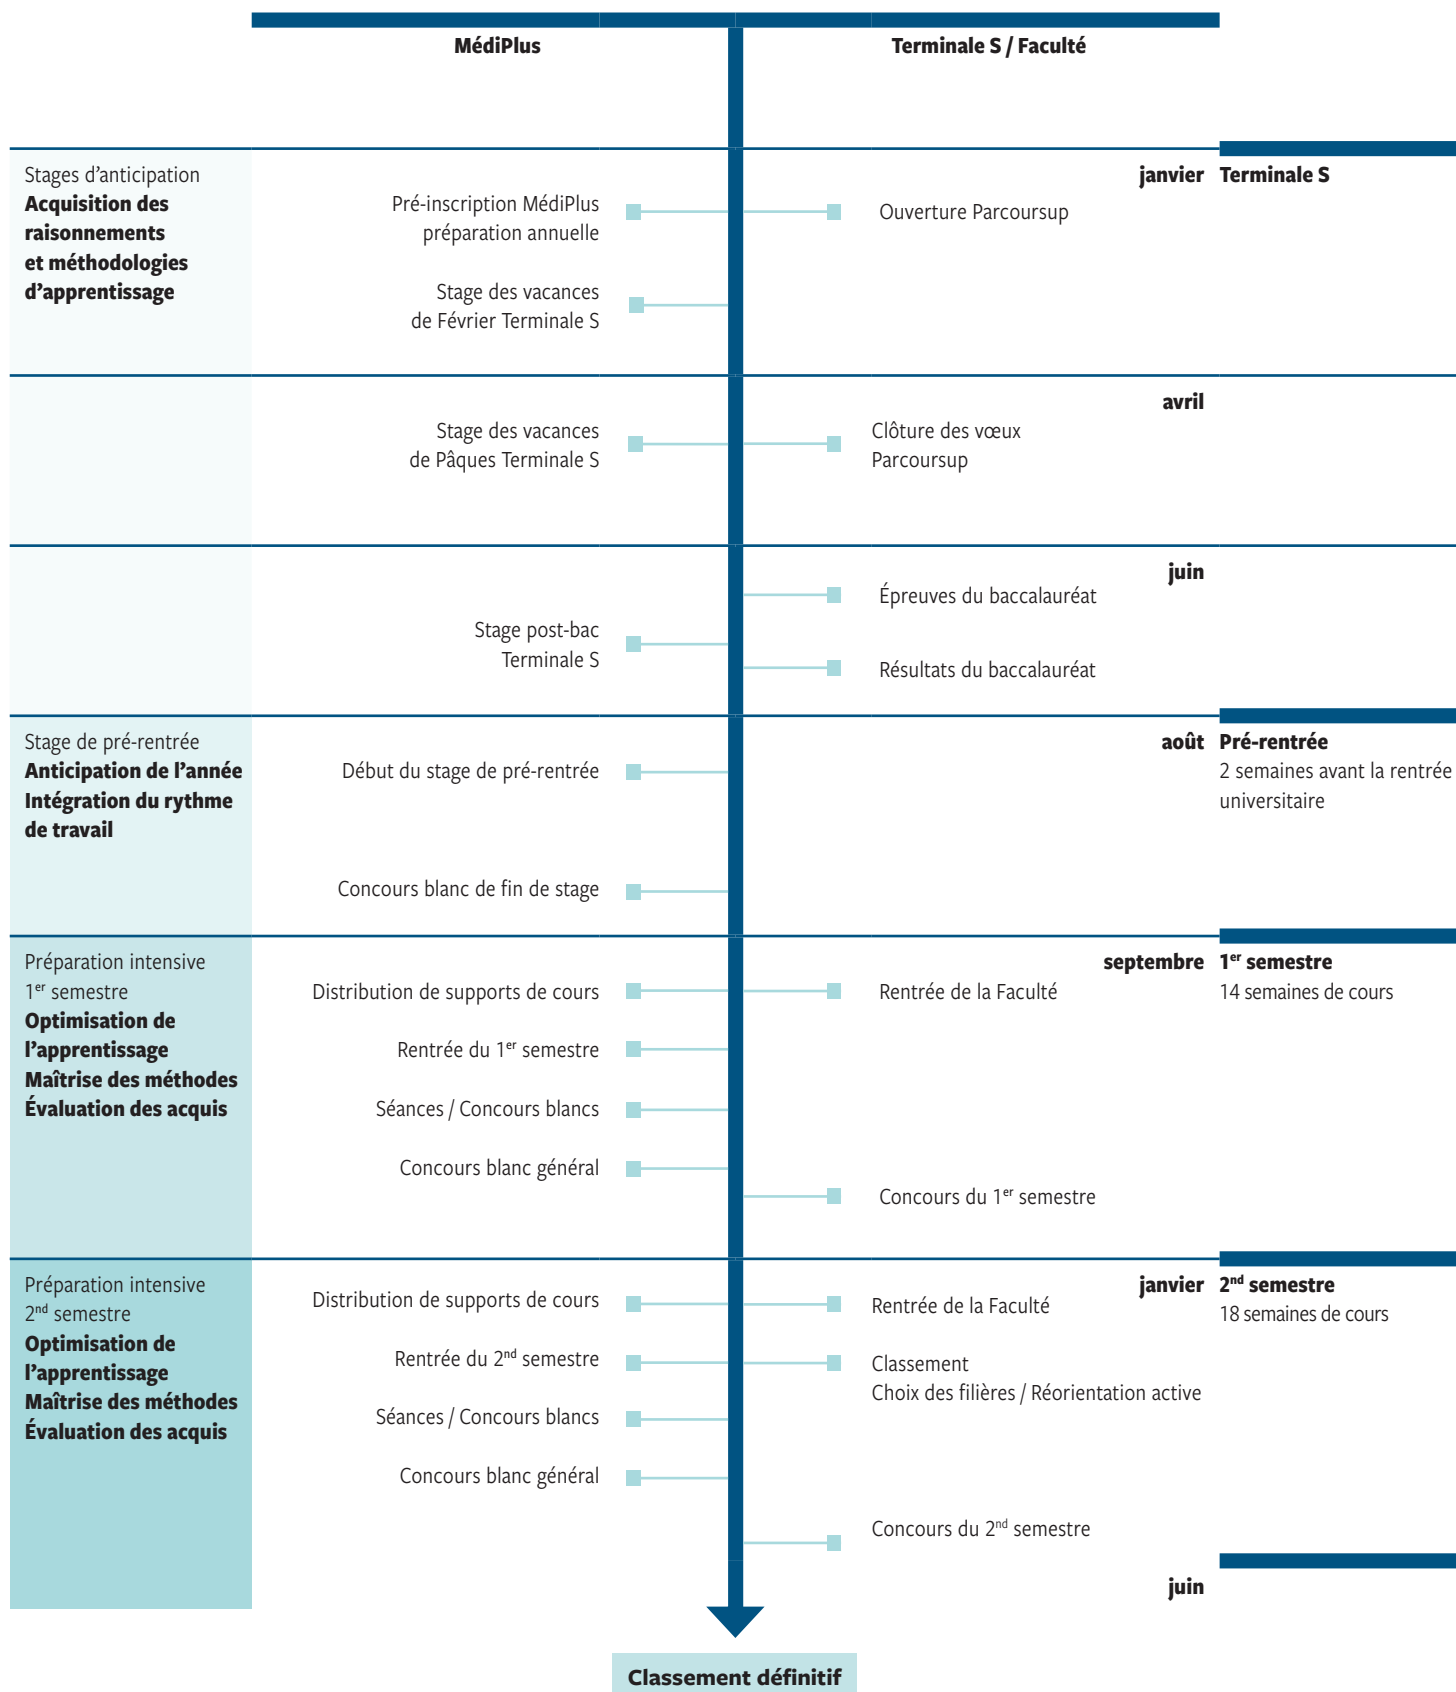 MédiPlus
Terminale S / Faculté
Stages d’anticipation
Acquisition des
raisonnements
et méthodologies
d’apprentissage
Pré-inscription MédiPlus
préparation annuelle
Stage des vacances
de Février Terminale S
janvier
Terminale S
Ouverture Parcoursup
avril
Stage des vacances
de Pâques Terminale S
Clôture des vœux
Parcoursup
juin
Épreuves du baccalauréat
Stage post-bac
Terminale S
Résultats du baccalauréat
Stage de pré-rentrée
Anticipation de l’année
Intégration du rythme
de travail
Début du stage de pré-rentrée
Concours blanc de fin de stage
août
Pré-rentrée
2 semaines avant la rentrée
universitaire
Préparation intensive
1er semestre
Optimisation de
l’apprentissage
Maîtrise des méthodes
Évaluation des acquis
Distribution de supports de cours
Rentrée du 1er semestre
Séances / Concours blancs
Concours blanc général
septembre
1er semestre
14 semaines de cours
Rentrée de la Faculté
Concours du 1er semestre
Préparation intensive
2nd semestre
Optimisation de
l’apprentissage
Maîtrise des méthodes
Évaluation des acquis
Distribution de supports de cours
Rentrée du 2nd semestre
Séances / Concours blancs
Concours blanc général
janvier
2nd semestre
18 semaines de cours
Rentrée de la Faculté
Classement
Choix des filières / Réorientation active
Concours du 2nd semestre
juin
Classement définitif